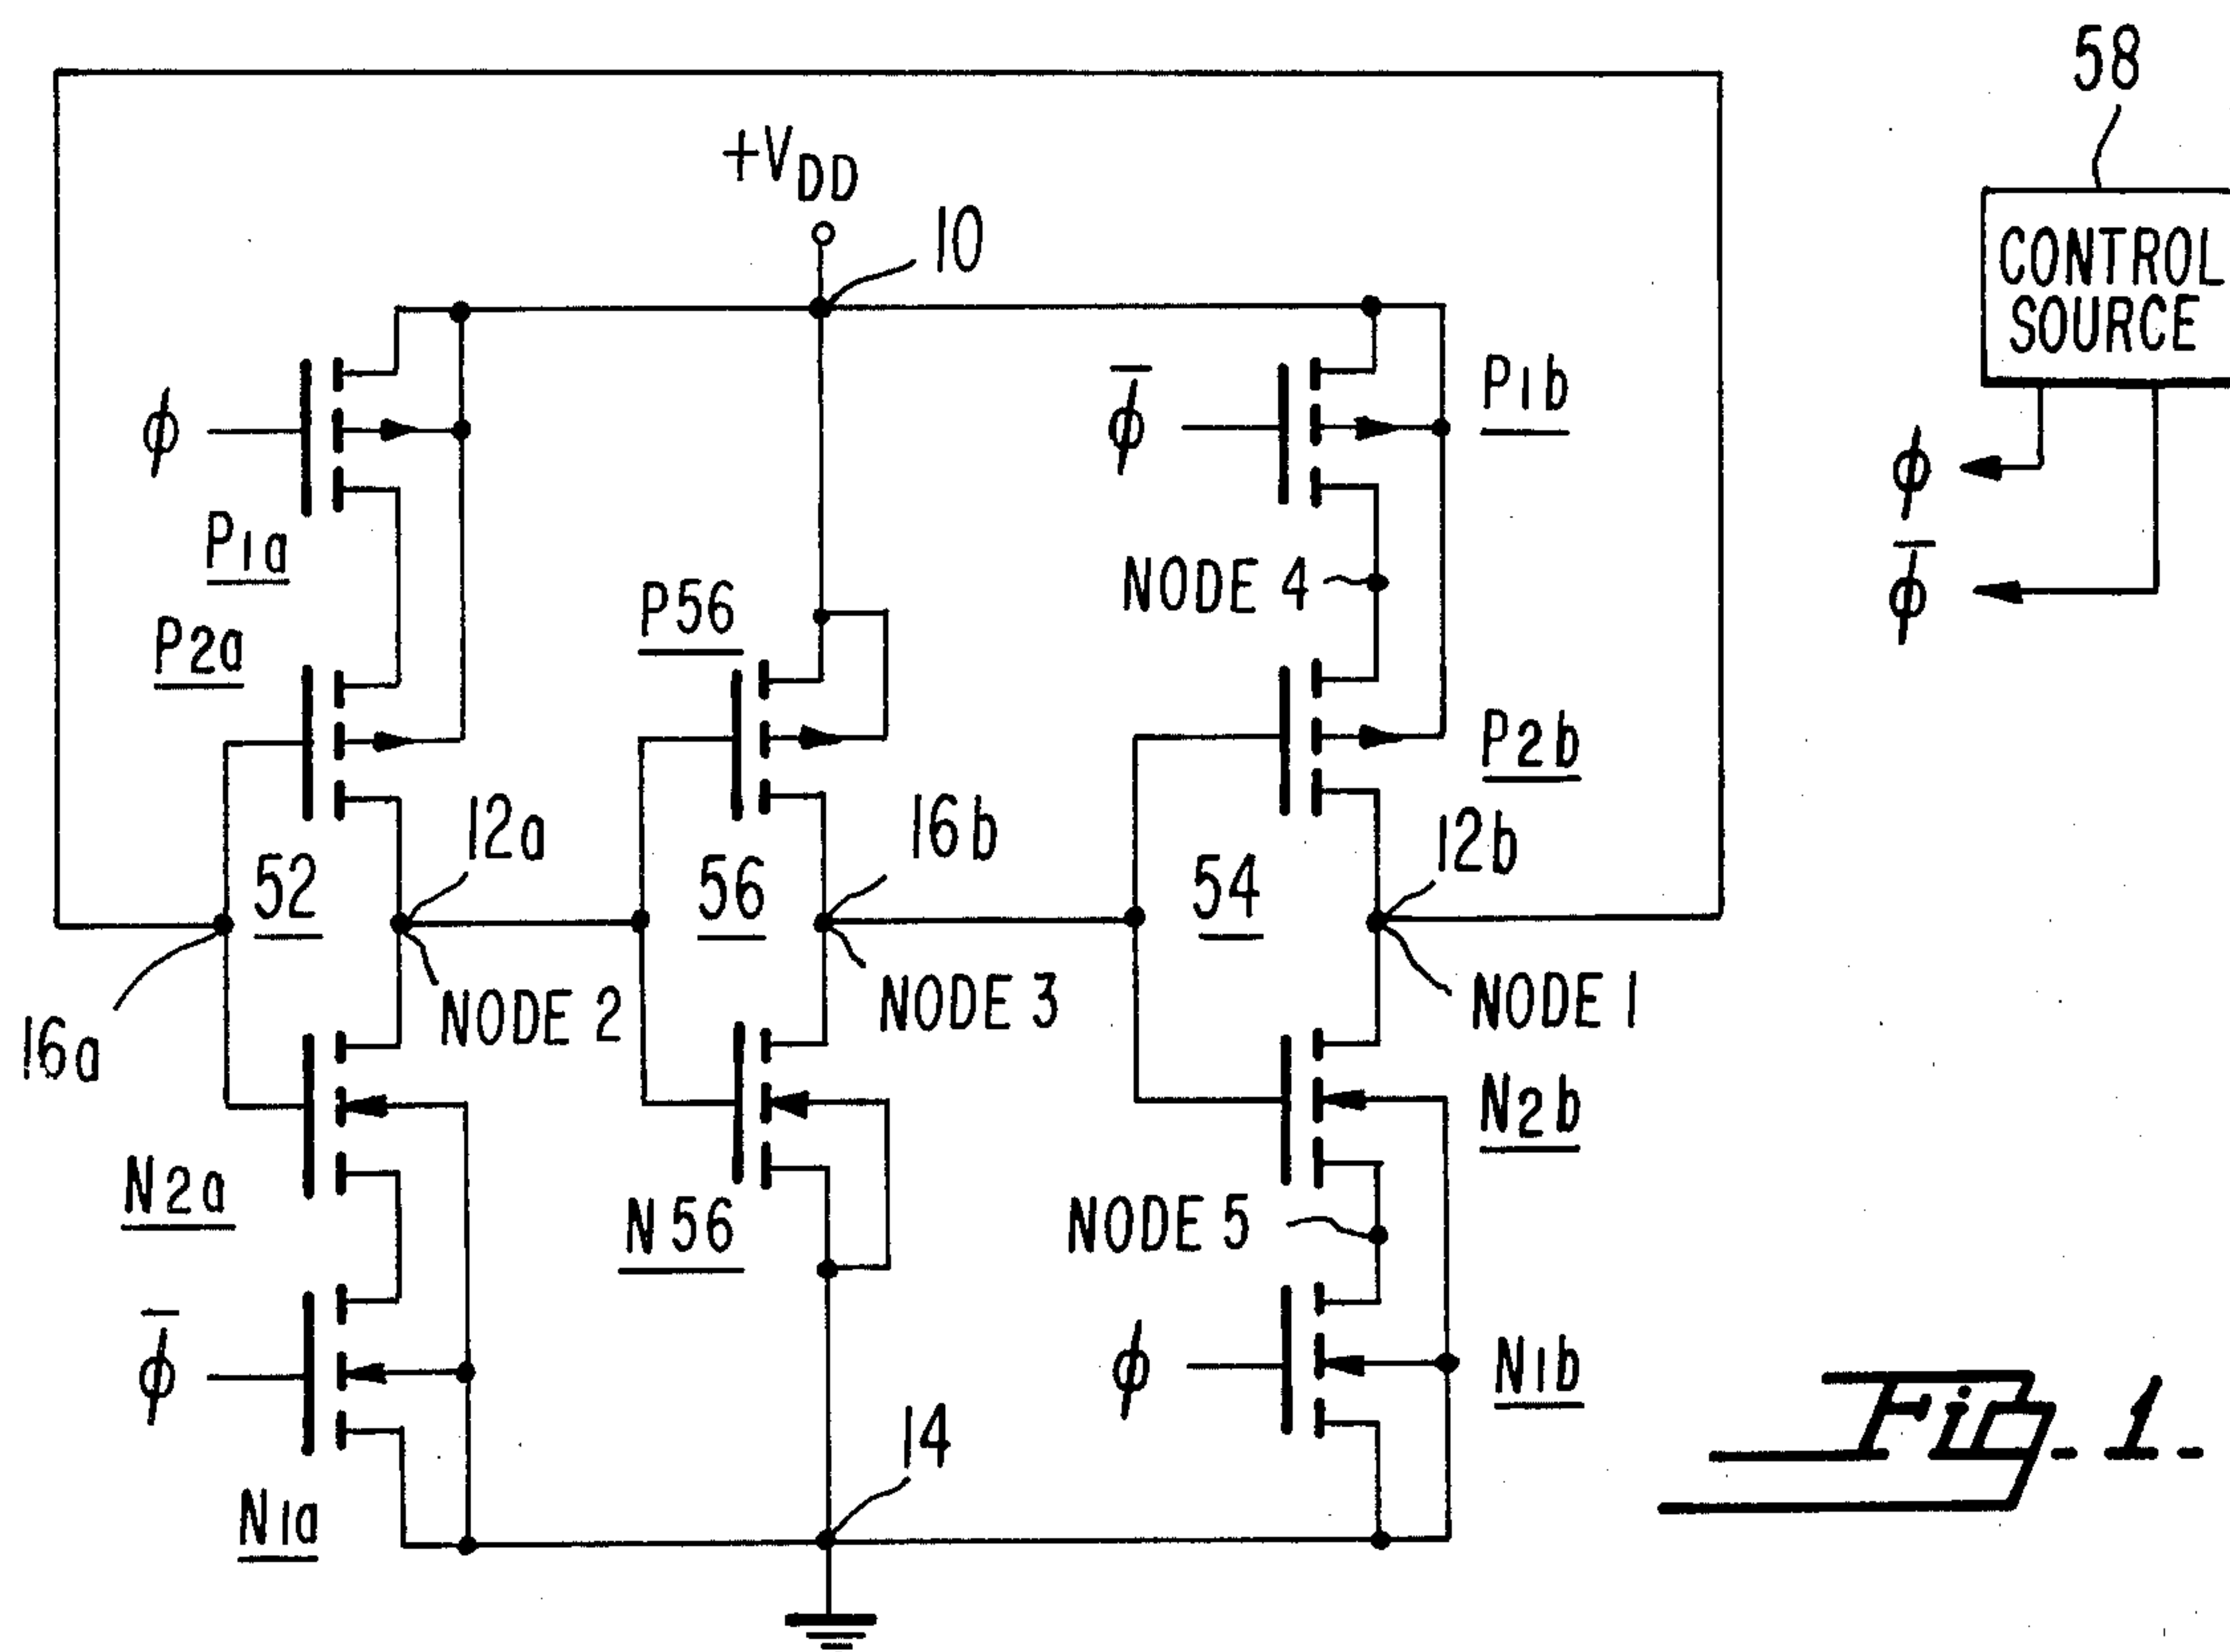 58
+VDD
10
CONTROL
SOURCE
ϕ
P1a
ϕ̅
P1b
ϕ
ϕ̅
NODE 4
P56
P2a
P2b
12a
16b
12b
52
56
54
NODE 2
NODE 3
NODE 1
16a
N2a
N56
N2b
NODE 5
ϕ̅
ϕ
N1b
14
N1a
Fig. 1.